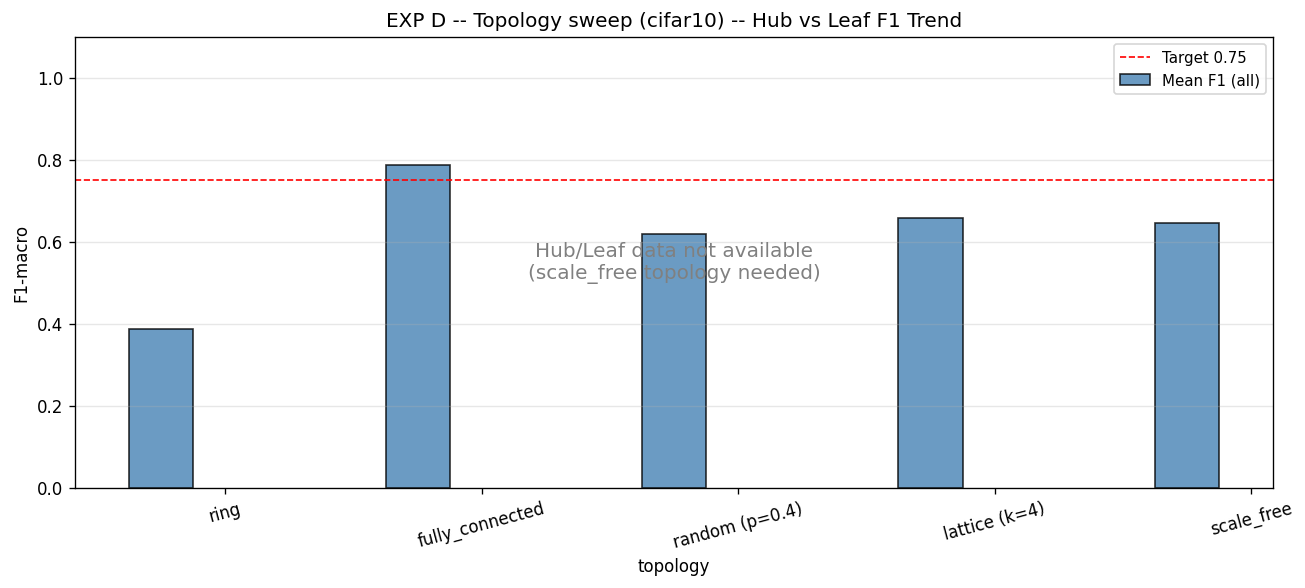 EXP D -- Topology sweep (cifar10) -- Hub vs Leaf F1 Trend
Target 0.75
Mean F1 (all)
F1-macro
1.0
0.8
0.6
0.4
0.2
0.0
Hub/Leaf data not available
(scale_free topology needed)
ring
fully_connected
random (p=0.4)
lattice (k=4)
scale_free
topology